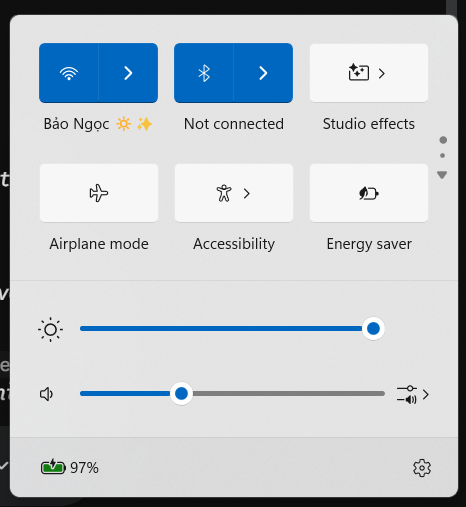 Bảo Ngọc 🔆 ✨
Not connected
Studio effects
Airplane mode
Accessibility
Energy saver
97%